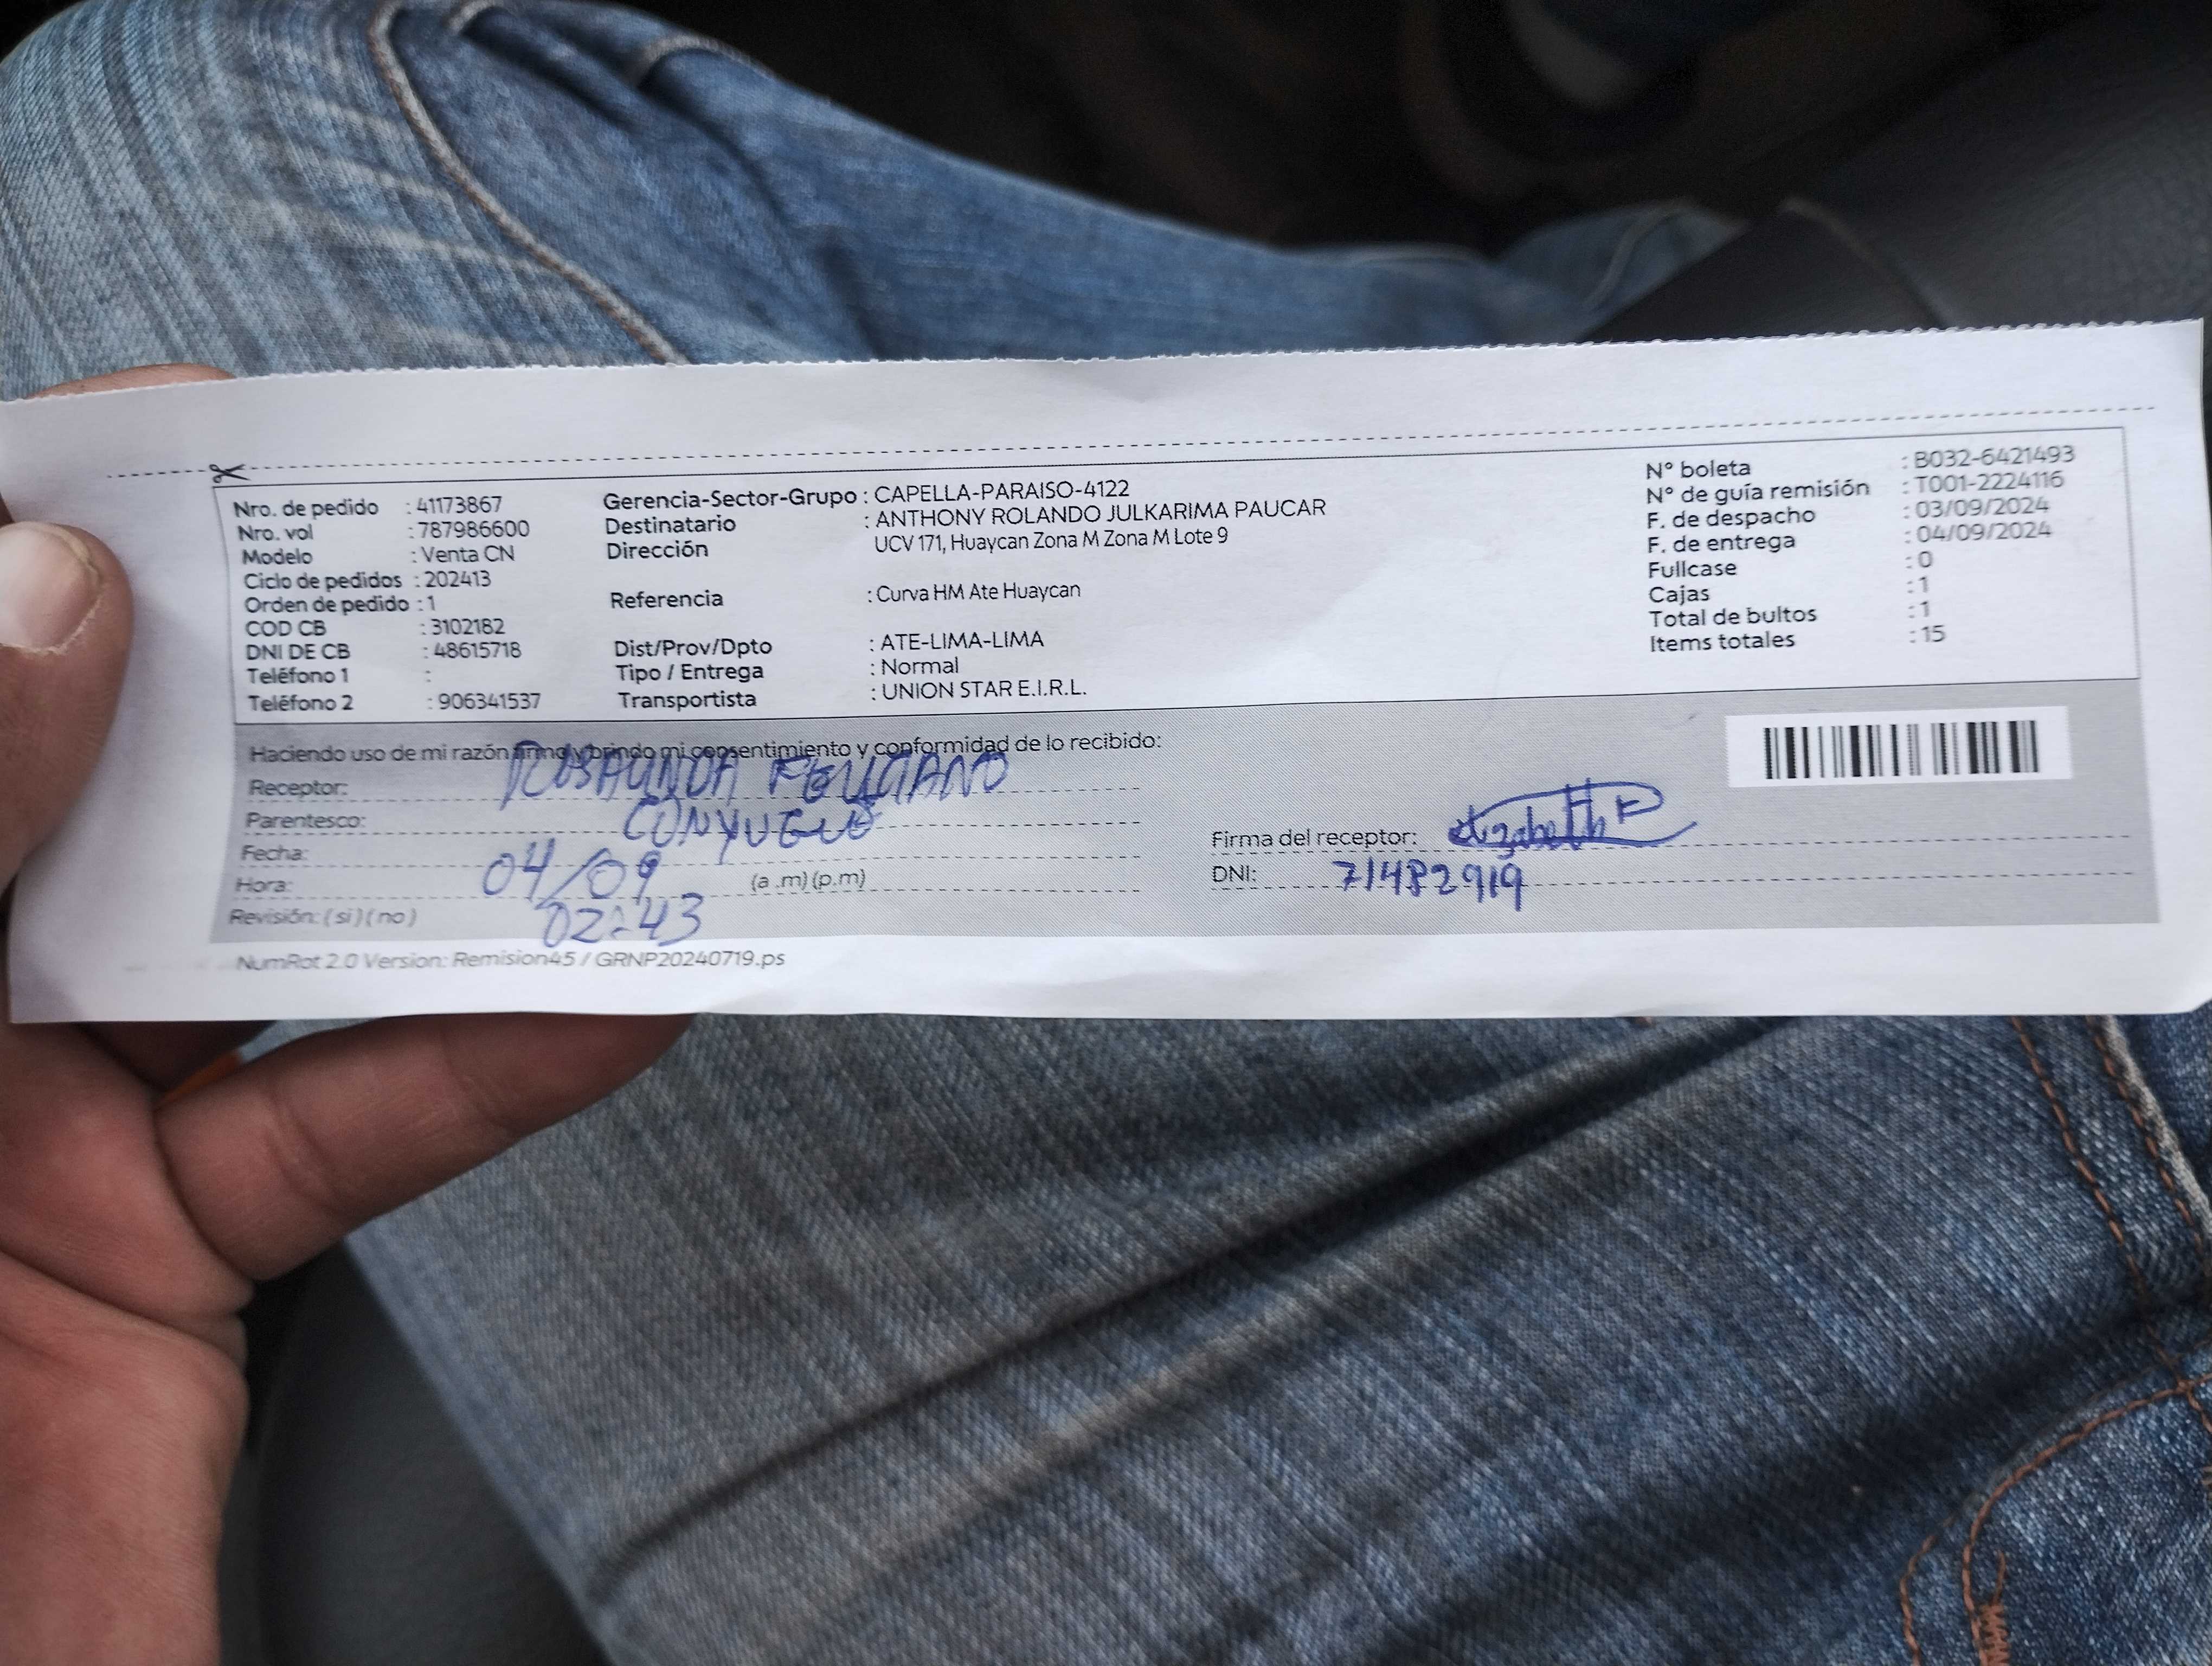 Nro. de pedido : 41173867
Nro. vol : 787986600
Modelo : Venta CN
Ciclo de pedidos : 202413
Orden de pedido : 1
COD CB : 3102182
DNI DE CB : 48615718
Teléfono 1 :
Teléfono 2 : 906341537
Gerencia-Sector-Grupo : CAPELLA-PARAISO-4122
Destinatario : ANTHONY ROLANDO JULKARIMA PAUCAR
Dirección UCV 171, Huaycan Zona M Zona M Lote 9
Referencia : Curva HM Ate Huaycan
Dist/Prov/Dpto : ATE-LIMA-LIMA
Tipo / Entrega : Normal
Transportista : UNION STAR E.I.R.L.
N° boleta : B032-6421493
N° de guía remisión : T001-2224116
F. de despacho : 03/09/2024
F. de entrega : 04/09/2024
Fullcase : 0
Cajas : 1
Total de bultos : 1
Items totales : 15
Haciendo uso de mi razón firmo y brindo mi consentimiento y conformidad de lo recibido:
Receptor: ROSALINDA FELICIANO
Parentesco: CONYUGUE
Fecha: 04/09
Hora: 02:43 (a .m) (p.m)
Revisión: ( si ) ( no )
Firma del receptor: Elizabeth F
DNI: 71482919
NumRot 2.0 Version: Remision45 / GRNP20240719.ps